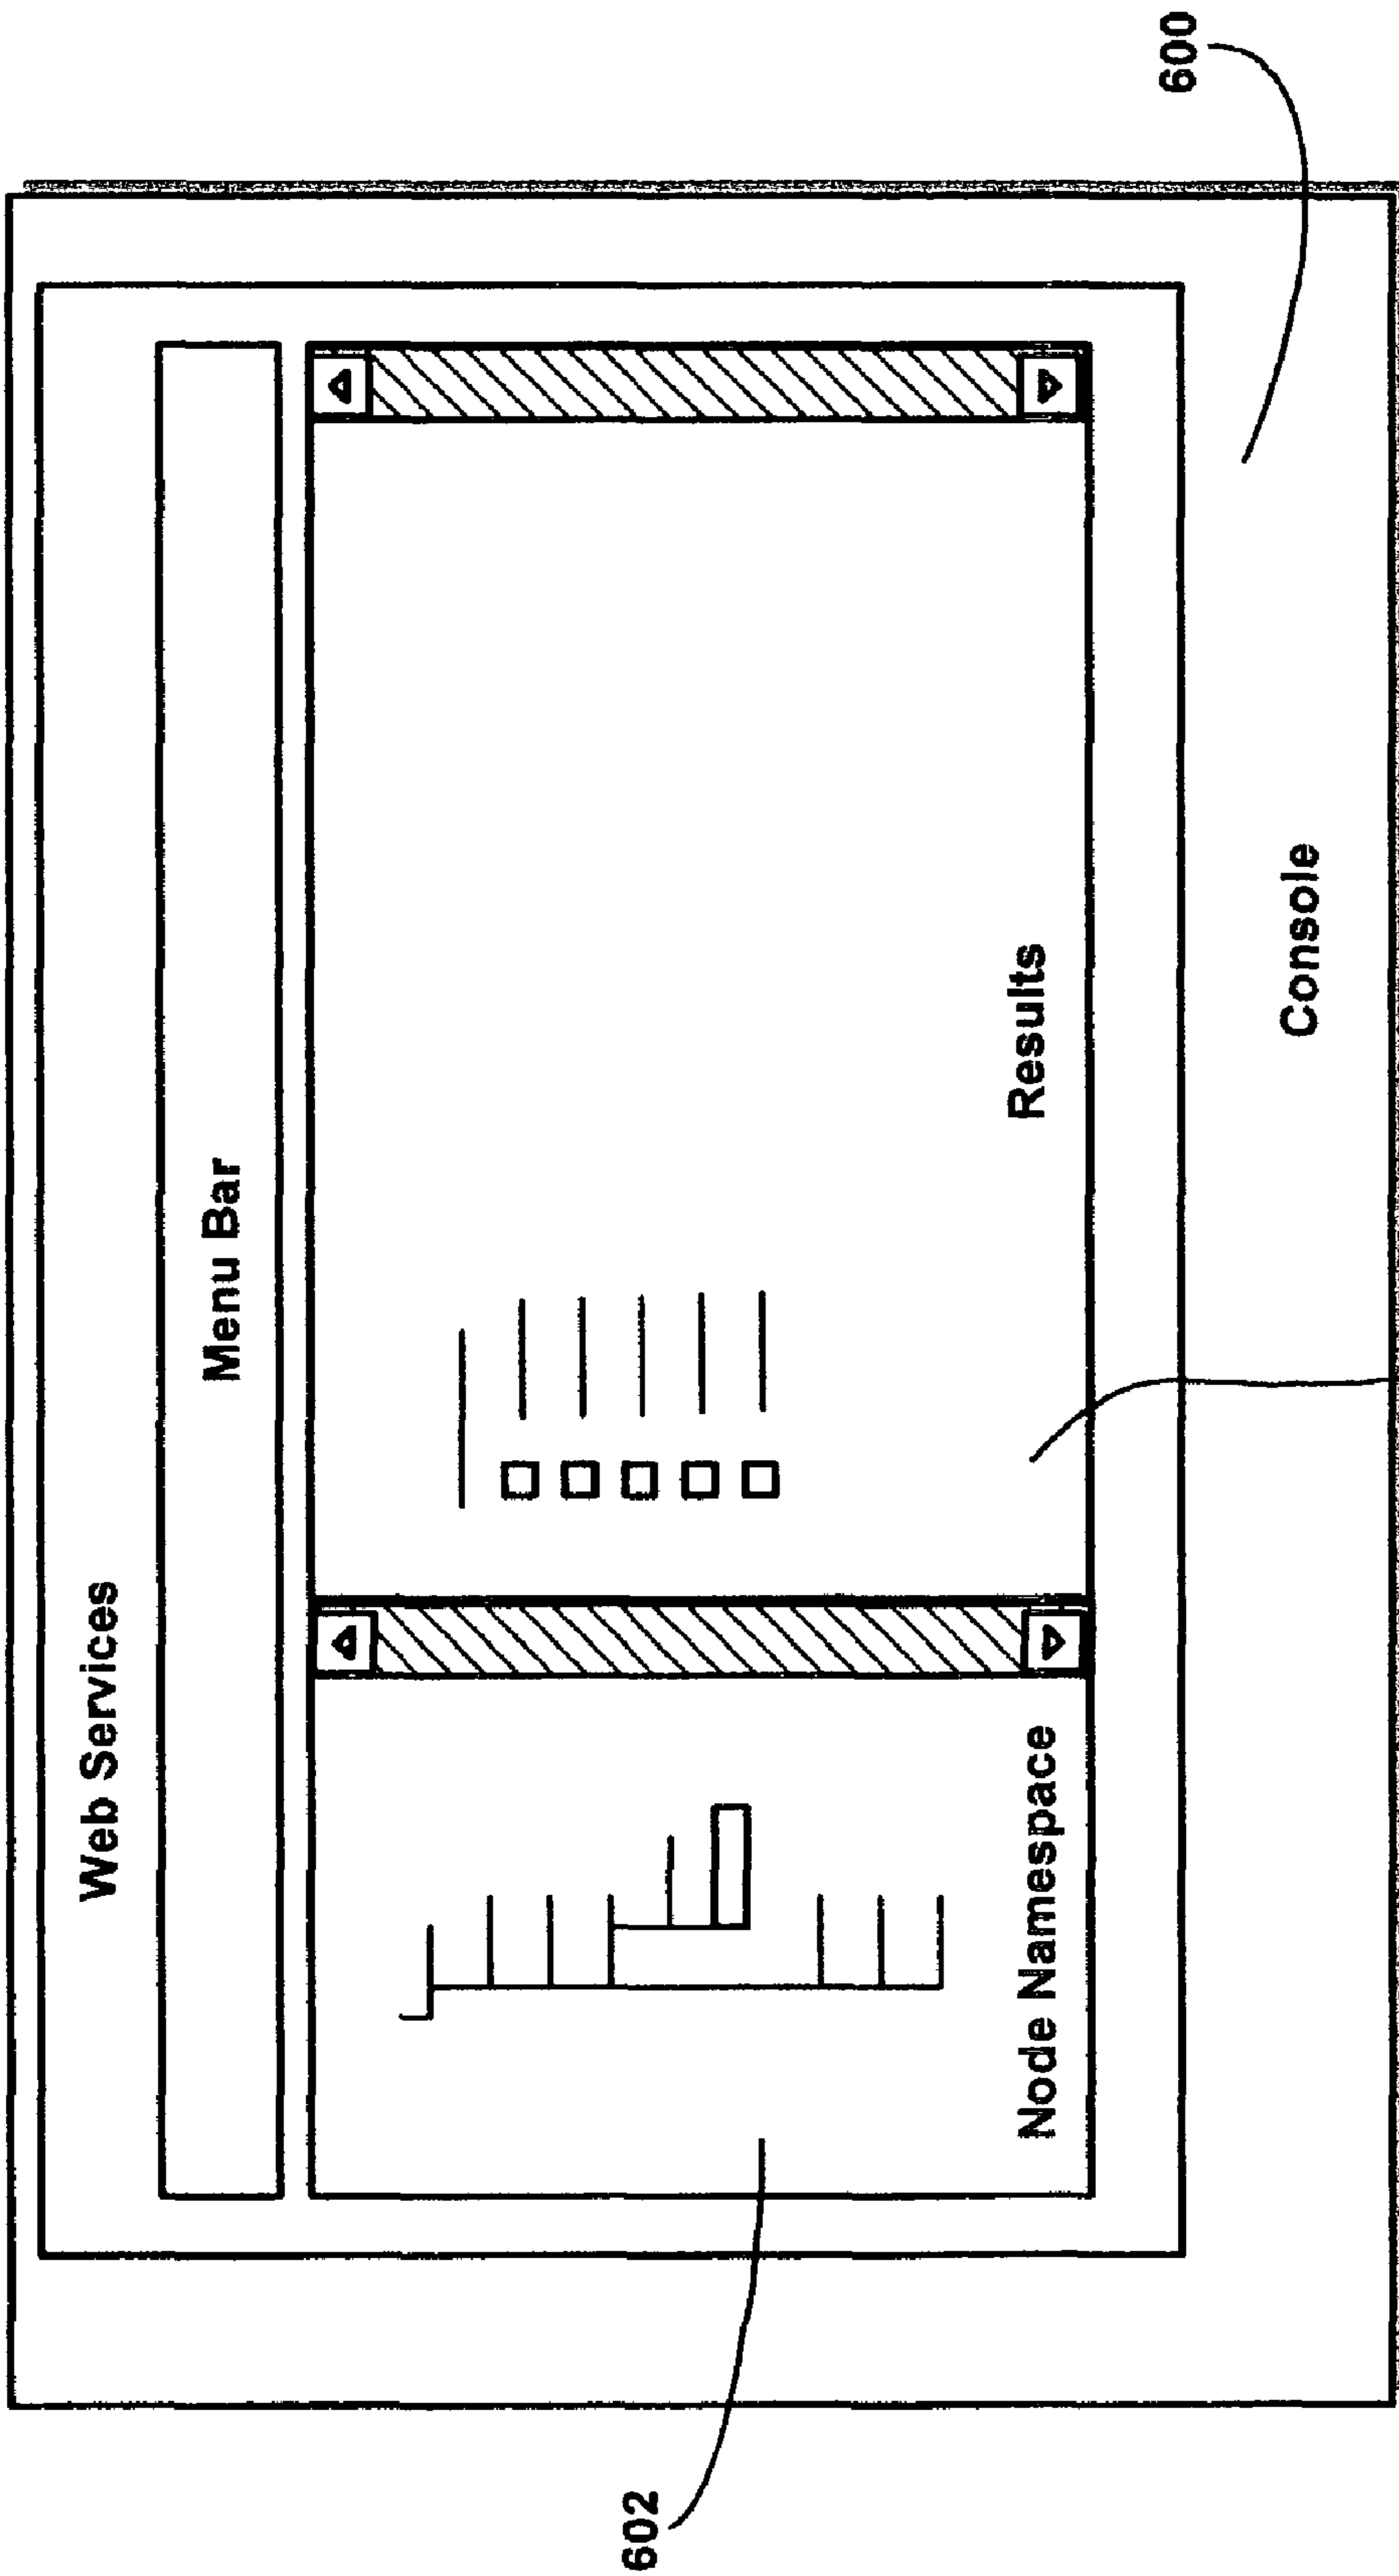 Web Services
Menu Bar
Node Namespace
Results
Console
602
600